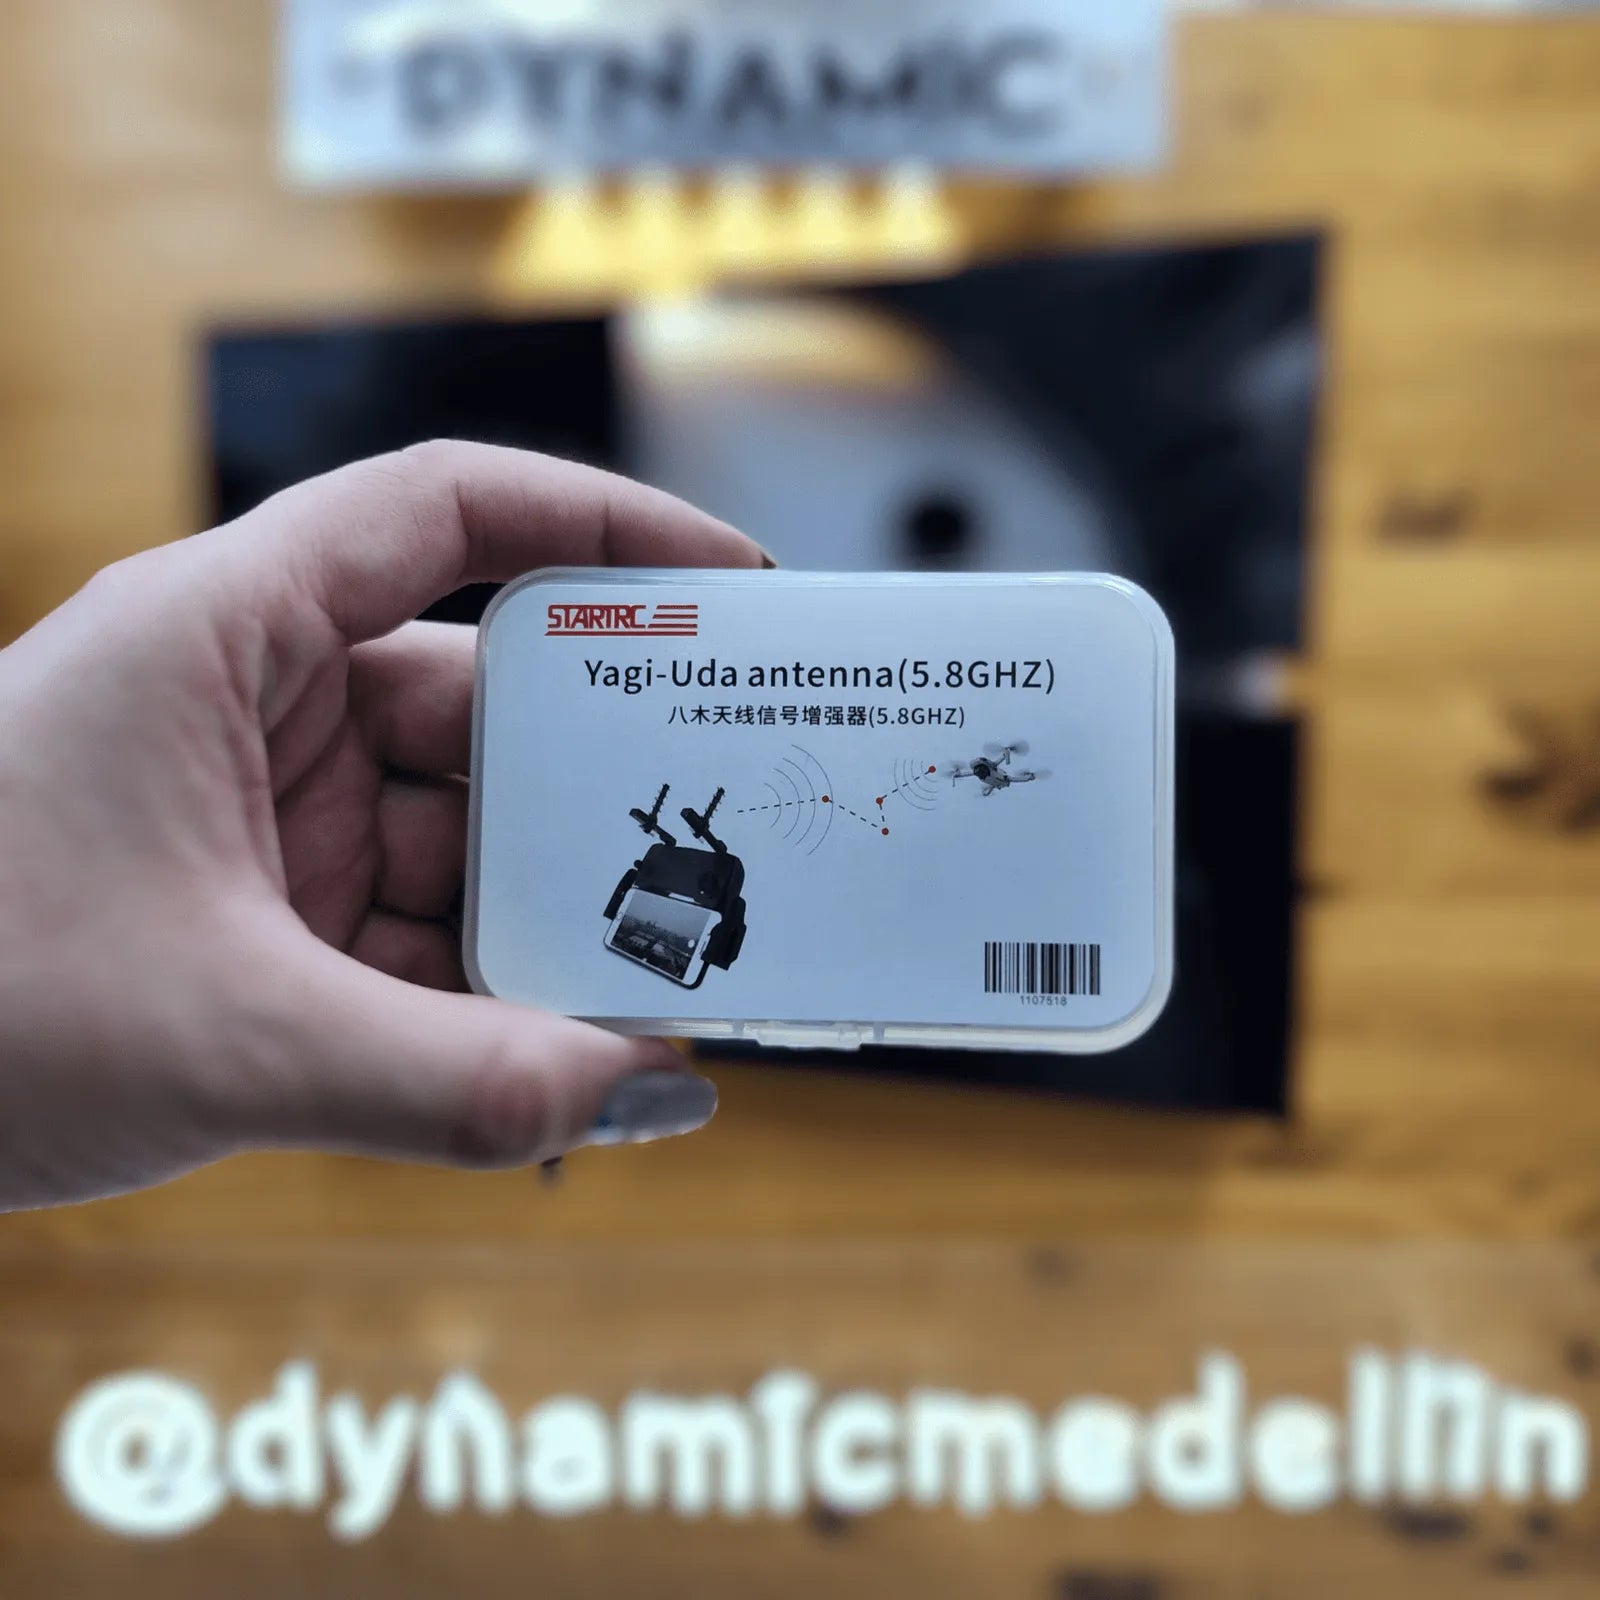 DYNAMIC
STARTRC
Yagi-Uda antenna(5.8GHZ)
八木天线信号增强器(5.8GHZ)
1107518
@dynamicmedellin